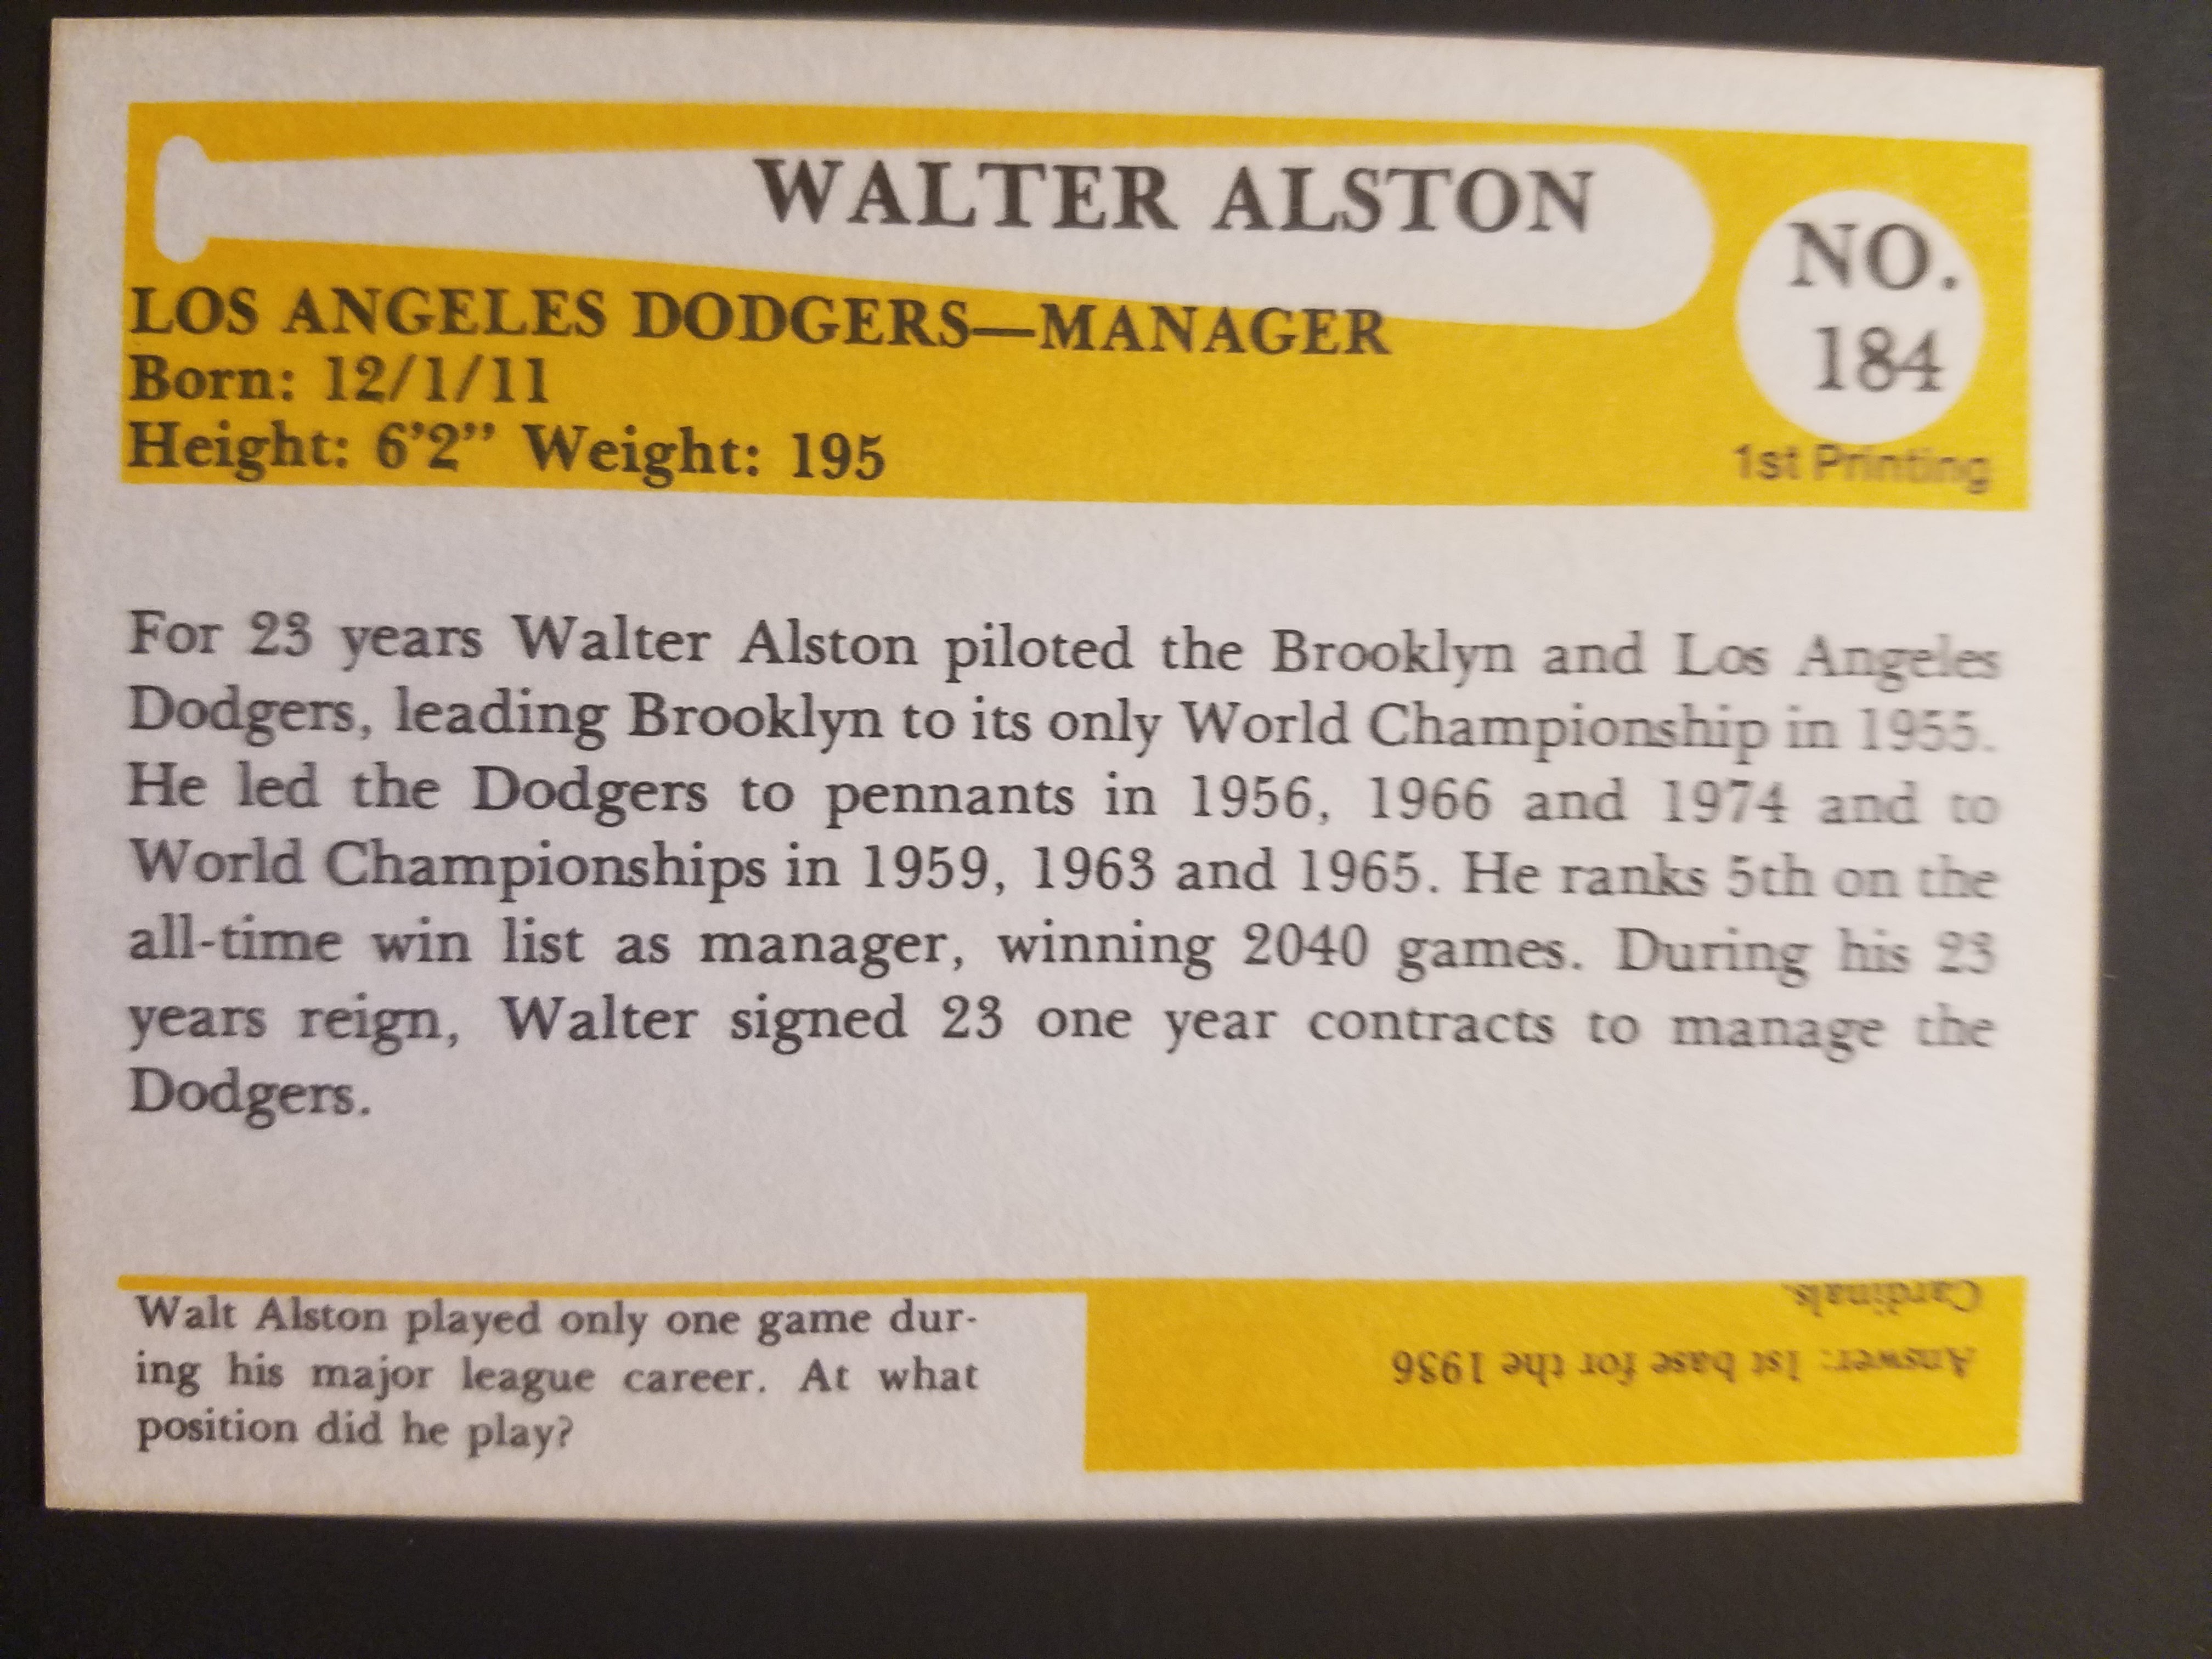 WALTER ALSTON
NO.
184
LOS ANGELES DODGERS—MANAGER
Born: 12/1/11
Height: 6’2” Weight: 195
1st Printing
For 23 years Walter Alston piloted the Brooklyn and Los Angeles
Dodgers, leading Brooklyn to its only World Championship in 1955.
He led the Dodgers to pennants in 1956, 1966 and 1974 and to
World Championships in 1959, 1963 and 1965. He ranks 5th on the
all-time win list as manager, winning 2040 games. During his 23
years reign, Walter signed 23 one year contracts to manage the
Dodgers.
Walt Alston played only one game dur-
ing his major league career. At what
position did he play?
Answer: 1st base for the 1936
Cardinals.